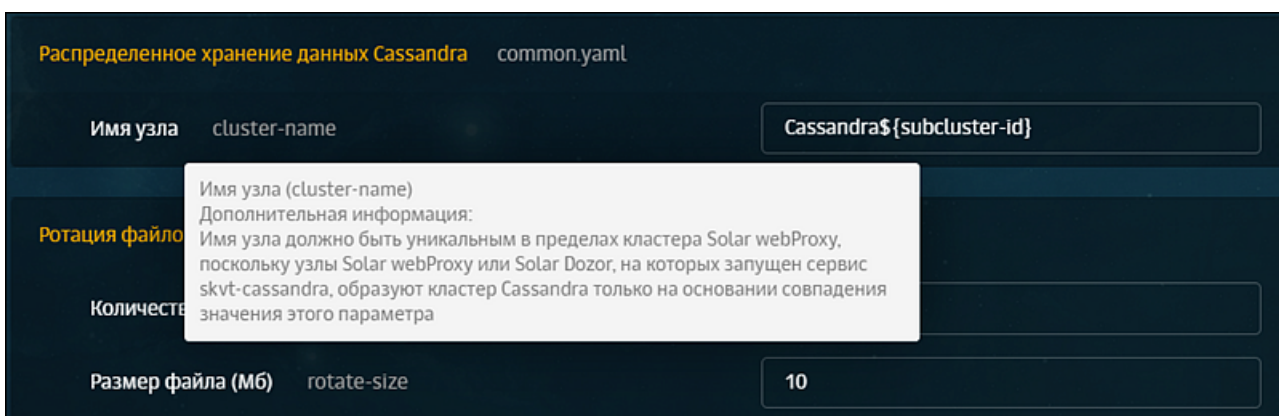 Распределенное хранение данных Cassandra common.yaml
Имя узла cluster-name Cassandra${subcluster-id}
Имя узла (cluster-name)
Дополнительная информация:
Ротация файло
Имя узла должно быть уникальным в пределах кластера Solar webProxy,
поскольку узлы Solar webProxy или Solar Dozor, на которых запущен сервис
skvt-cassandra, образуют кластер Cassandra только на основании совпадения
значения этого параметра
Количеств
Размер файла (Мб) rotate-size 10